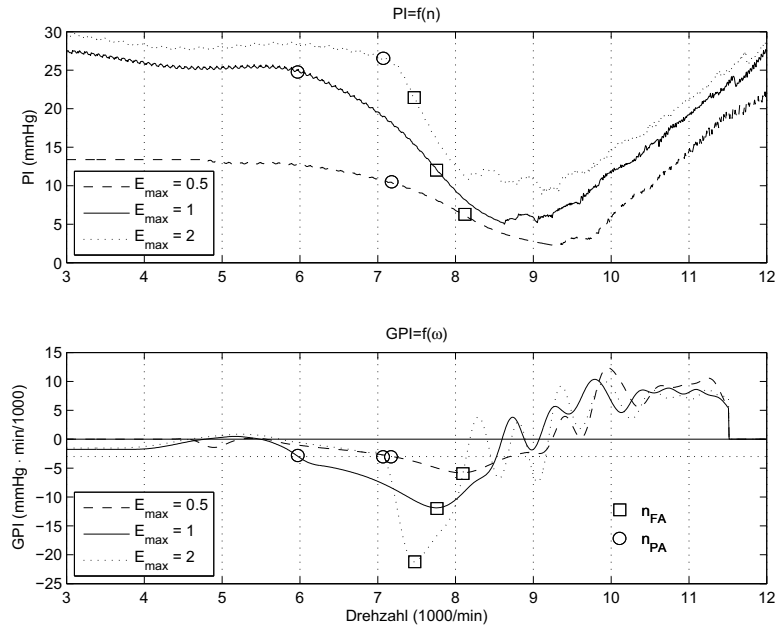 PI=f(n)
30
25
20
15
10
5
0
PI (mmHg)
E_max = 0.5
E_max = 1
E_max = 2
3 4 5 6 7 8 9 10 11 12
GPI=f(ω)
15
10
5
0
−5
−10
−15
−20
−25
GPI (mmHg · min/1000)
E_max = 0.5
E_max = 1
E_max = 2
n_FA
n_PA
3 4 5 6 7 8 9 10 11 12
Drehzahl (1000/min)